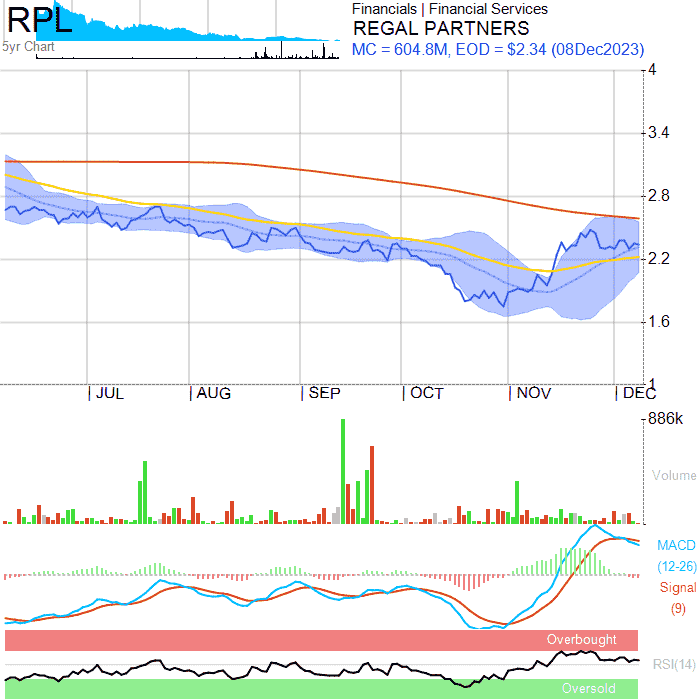 RPL
5yr Chart
Financials | Financial Services
REGAL PARTNERS
MC = 604.8M, EOD = $2.34 (08Dec2023)
4
3.4
2.8
2.2
1.6
1
JUL AUG SEP OCT NOV DEC
886k
Volume
MACD
(12-26)
Signal
(9)
Overbought
RSI(14)
Oversold